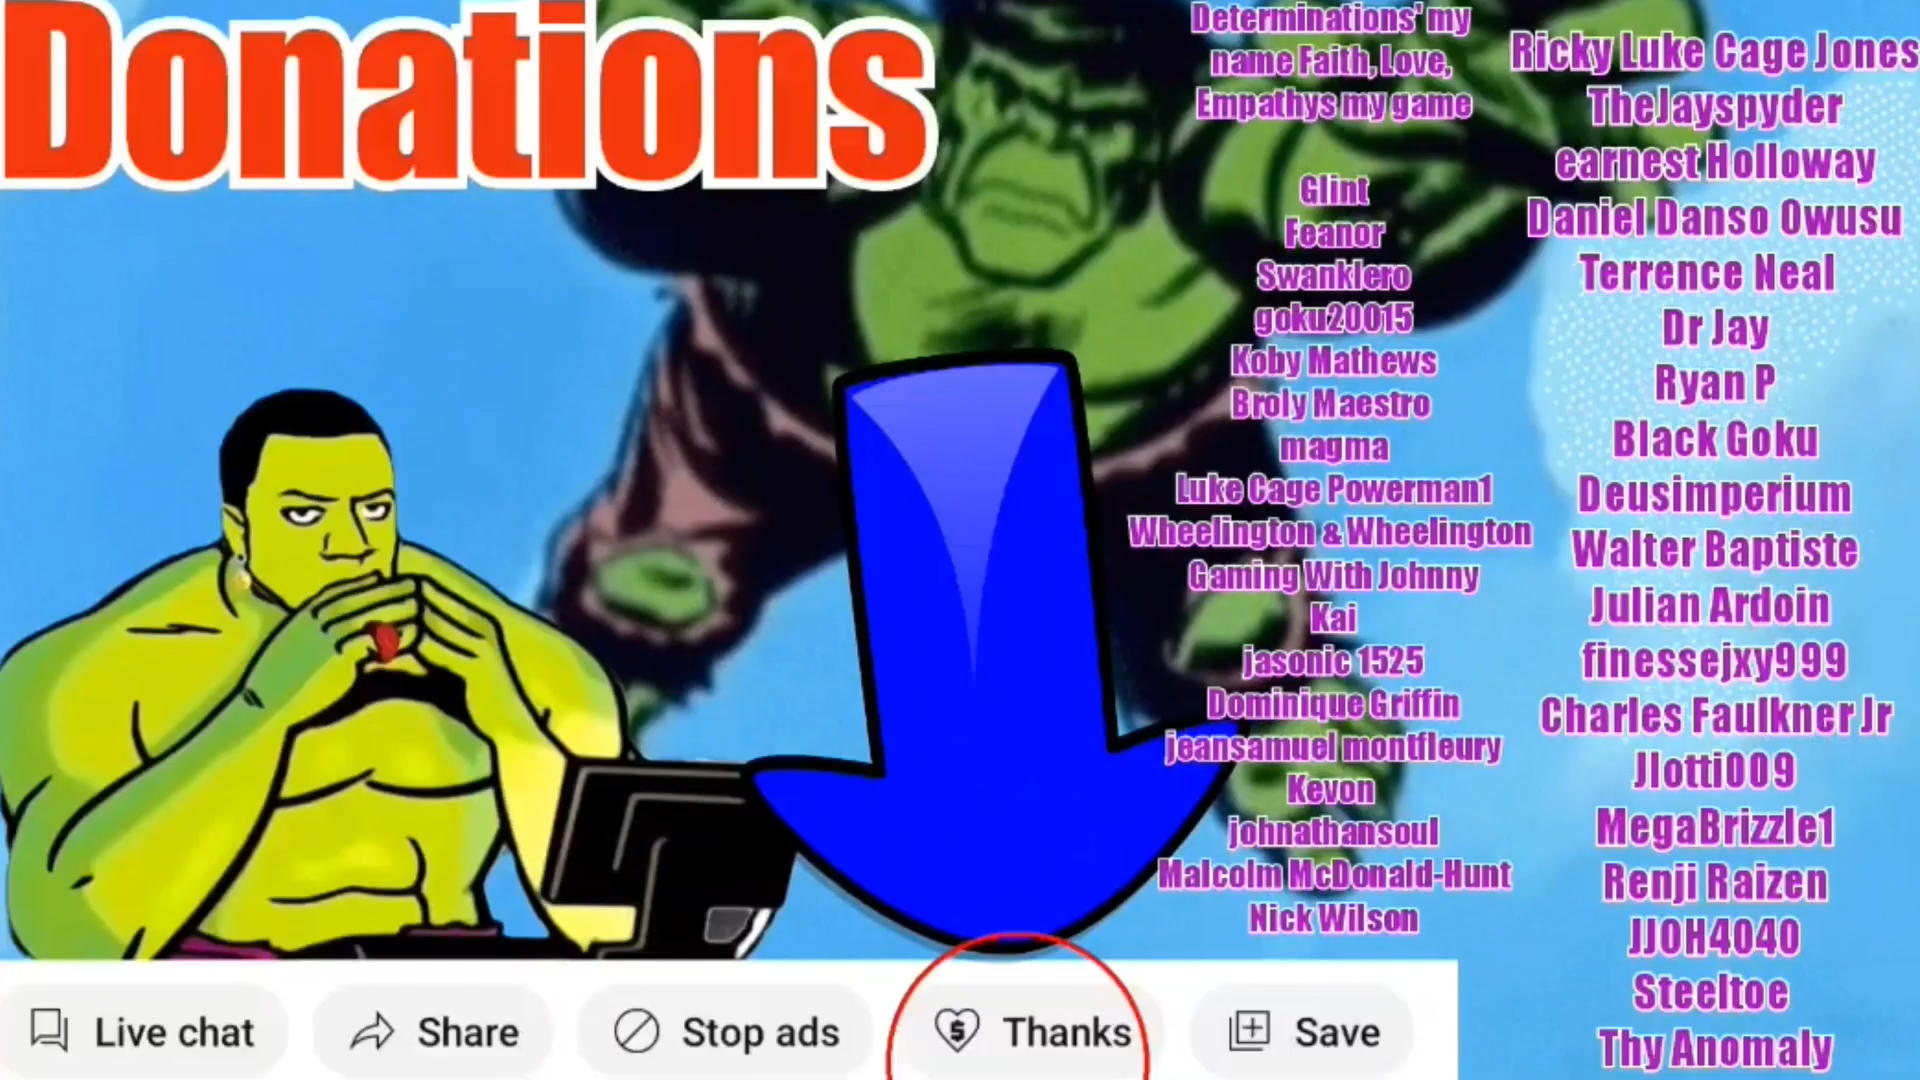 Donations
Determinations' my
name Faith, Love,
Empathys my game
Glint
Feanor
Swanklero
goku20015
Koby Mathews
Broly Maestro
magma
Luke Cage Powerman1
Wheelington & Wheelington
Gaming With Johnny
Kai
jasonic 1525
Dominique Griffin
jeansamuel montfleury
Kevon
johnathansoul
Malcolm McDonald-Hunt
Nick Wilson
Ricky Luke Cage Jones
TheJayspyder
earnest Holloway
Daniel Danso Owusu
Terrence Neal
Dr Jay
Ryan P
Black Goku
Deusimperium
Walter Baptiste
Julian Ardoin
finessejxy999
Charles Faulkner Jr
Jlotti009
MegaBrizzle1
Renji Raizen
JJOH4040
Steeltoe
Thy Anomaly
Live chat
Share
Stop ads
$ Thanks
Save